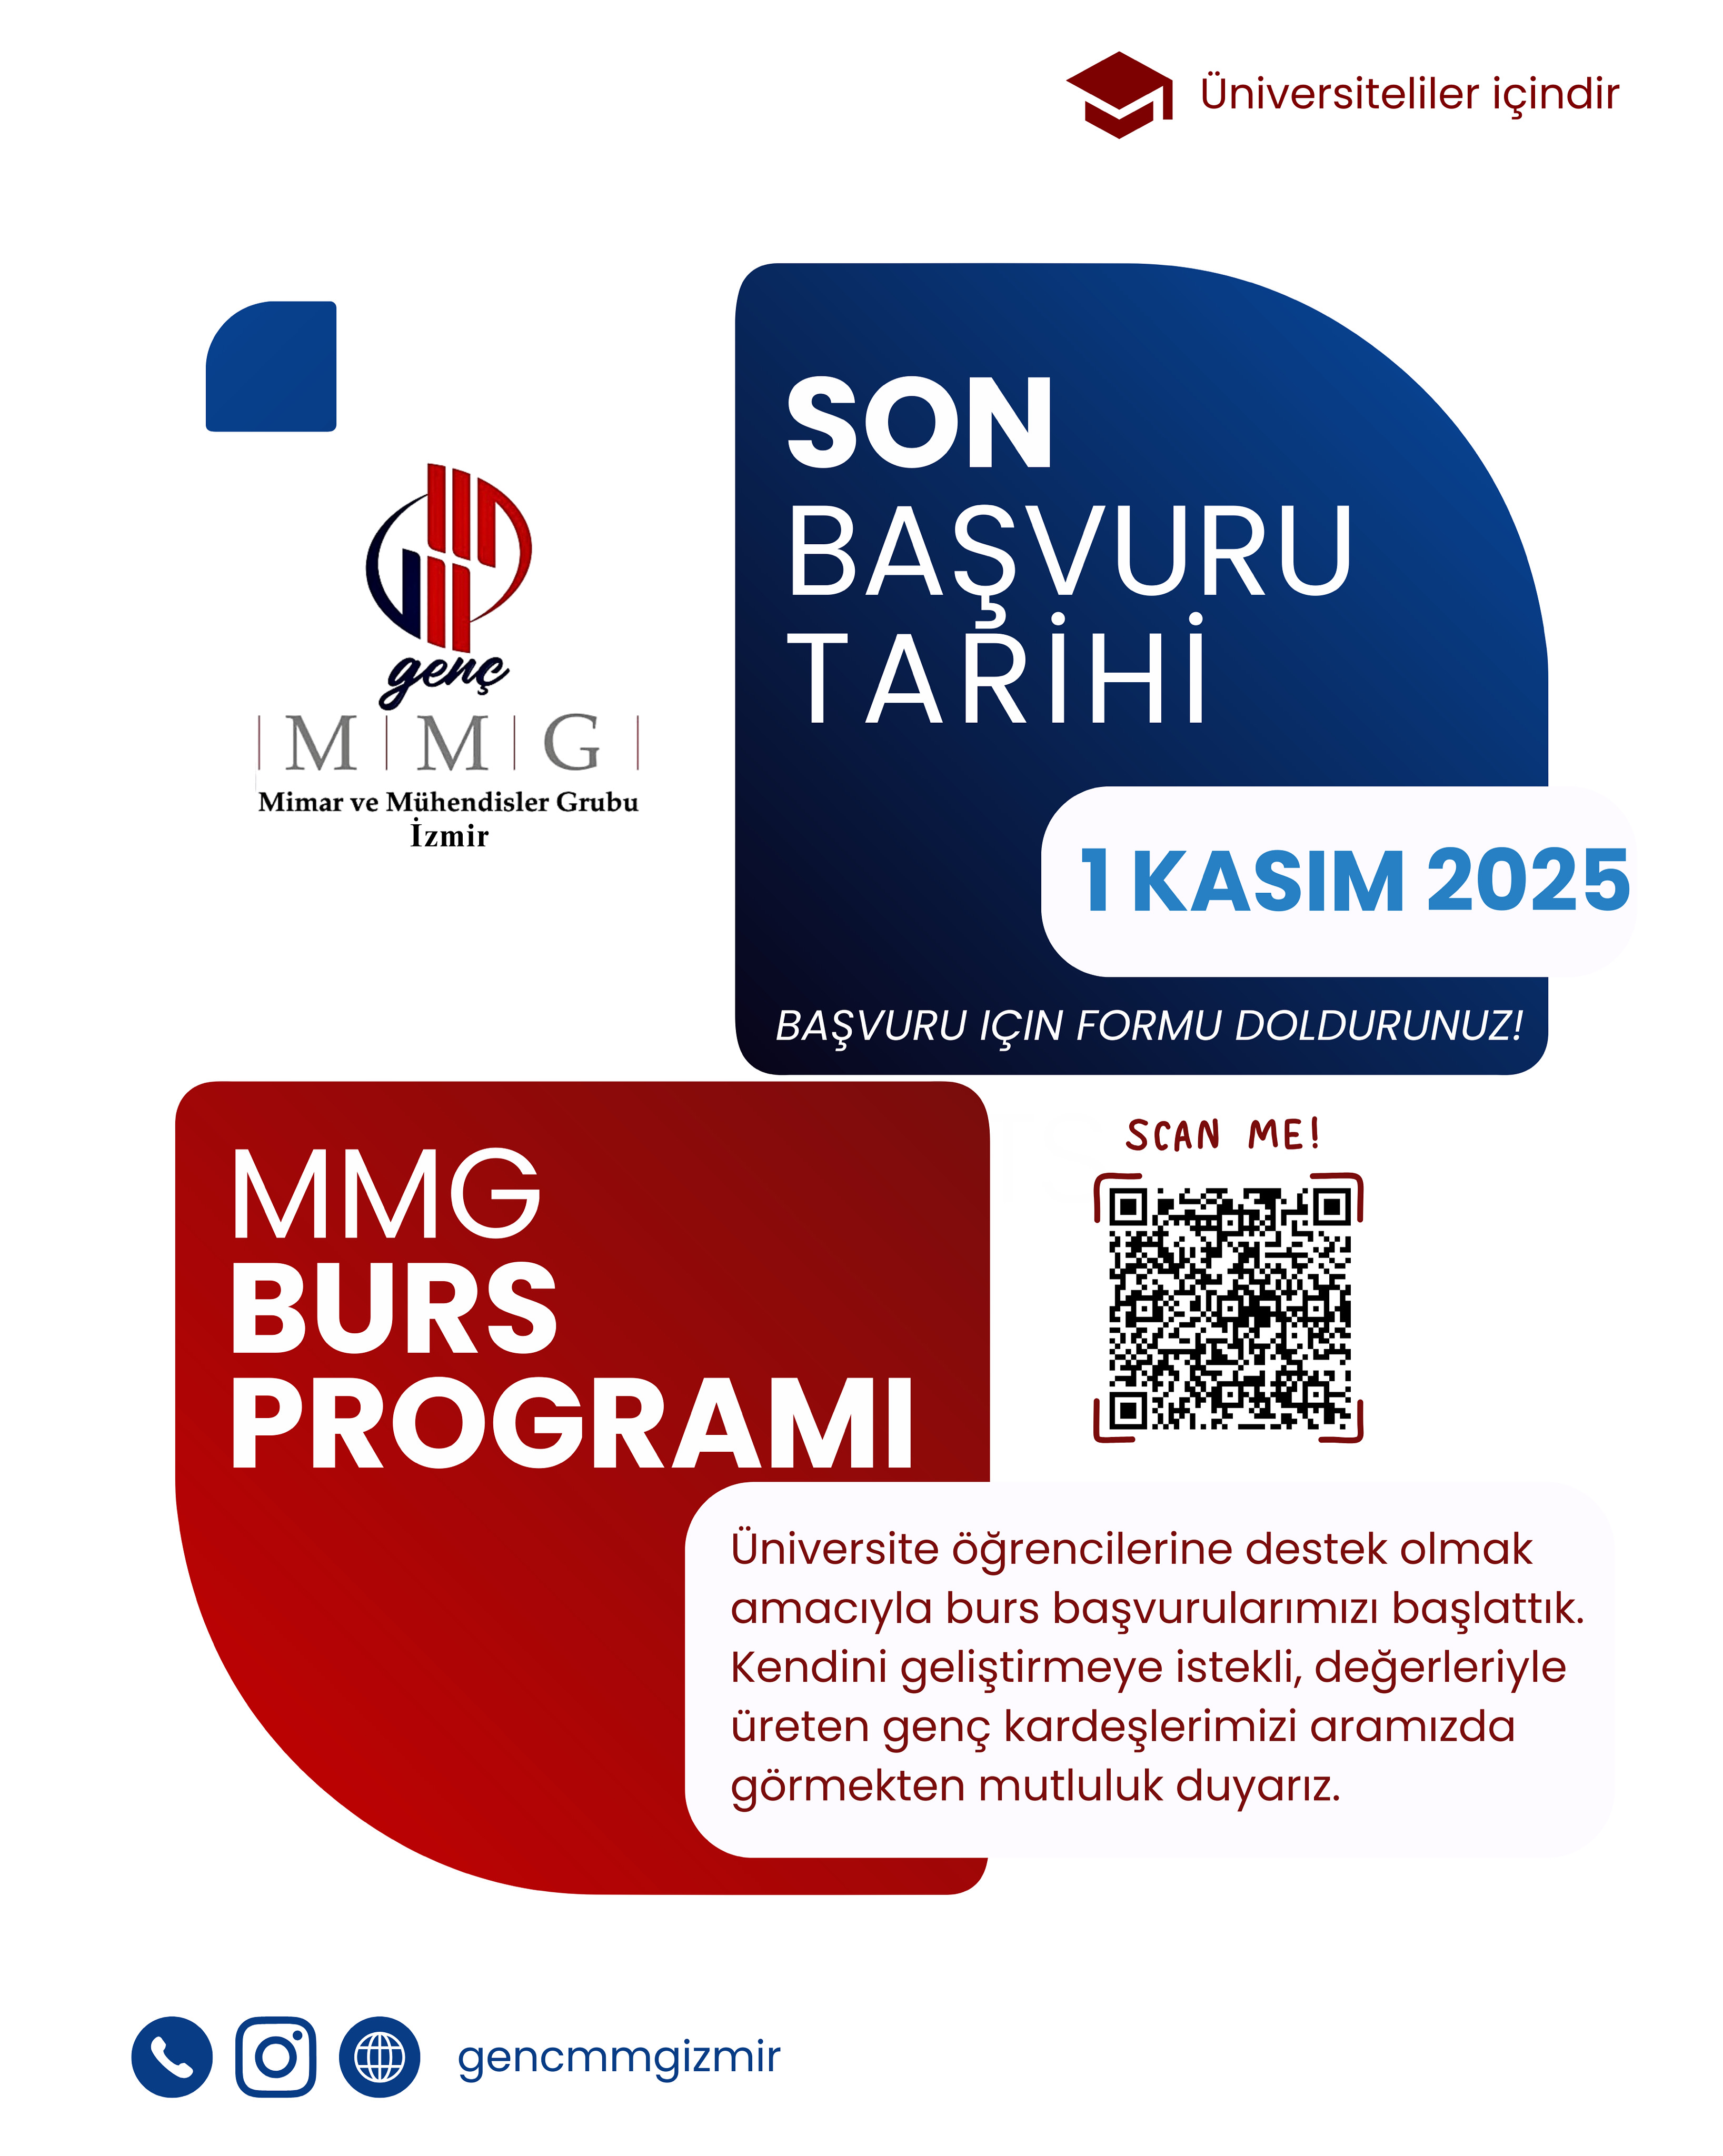 Üniversiteliler içindir
SON
BAŞVURU
TARİHİ
genç
M M G
Mimar ve Mühendisler Grubu
İzmir
1 KASIM 2025
BAŞVURU IÇIN FORMU DOLDURUNUZ!
SCAN ME!
MMG
BURS
PROGRAMI
Üniversite öğrencilerine destek olmak
amacıyla burs başvurularımızı başlattık.
Kendini geliştirmeye istekli, değerleriyle
üreten genç kardeşlerimizi aramızda
görmekten mutluluk duyarız.
gencmmgizmir